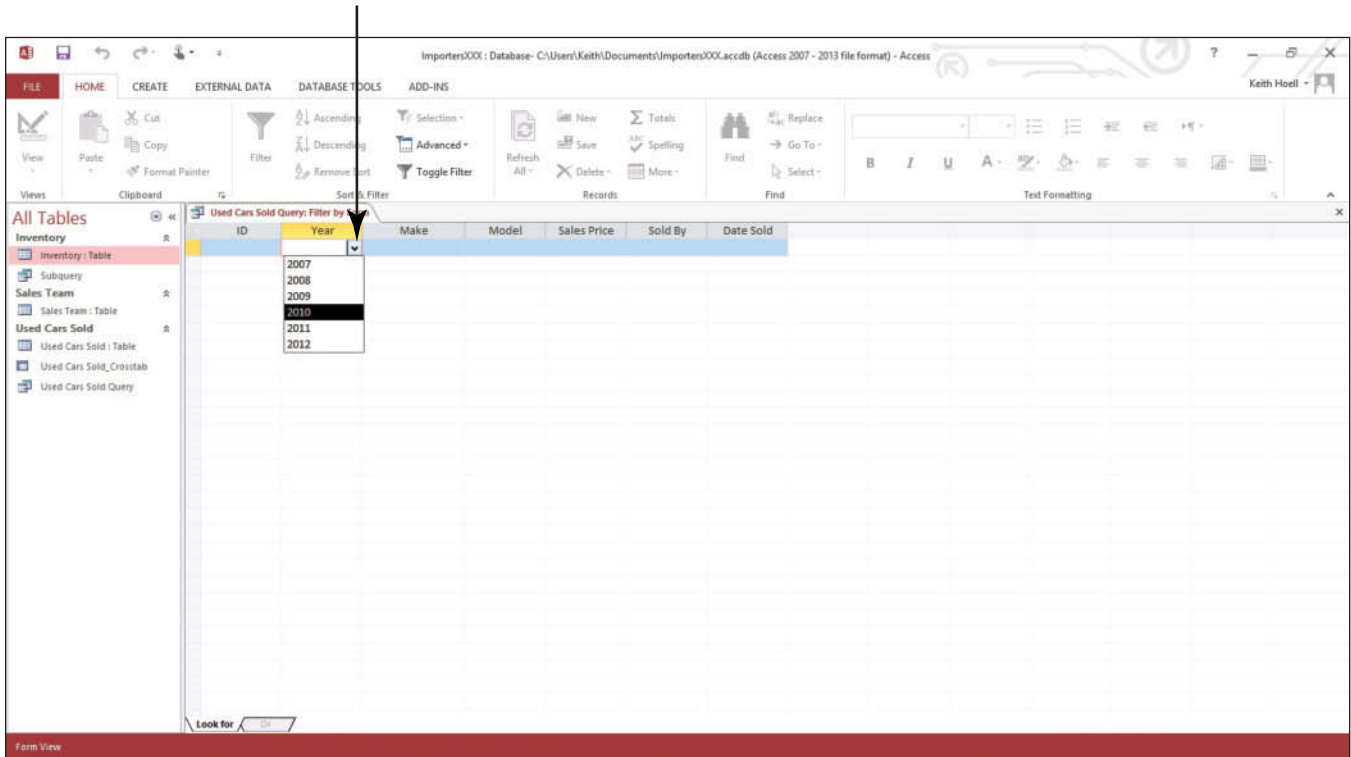 ImportersXXX : Database- C:\Users\Keith\Documents\ImportersXXX.accdb (Access 2007 - 2013 file format) - Access ?
FILE HOME CREATE EXTERNAL DATA DATABASE TOOLS ADD-INS Keith Hoell
View Paste Cut Copy Format Painter
Filter Ascending Descending Remove Sort Selection Advanced Toggle Filter
Refresh All New Save Delete Totals Spelling More
Find Replace Go To Select
B I U A
Views Clipboard Sort & Filter Records Find Text Formatting
All Tables
Used Cars Sold Query: Filter by
Inventory
Inventory : Table
Subquery
Sales Team
Sales Team : Table
Used Cars Sold
Used Cars Sold : Table
Used Cars Sold_Crosstab
Used Cars Sold Query
ID Year Make Model Sales Price Sold By Date Sold
2007
2008
2009
2010
2011
2012
Look for Or
Form View